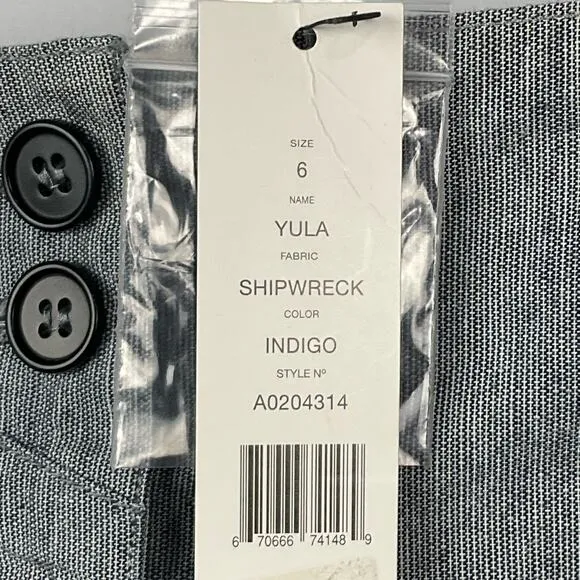 SIZE
6
NAME
YULA
FABRIC
SHIPWRECK
COLOR
INDIGO
STYLE Nº
A0204314
6 70666 74148 9